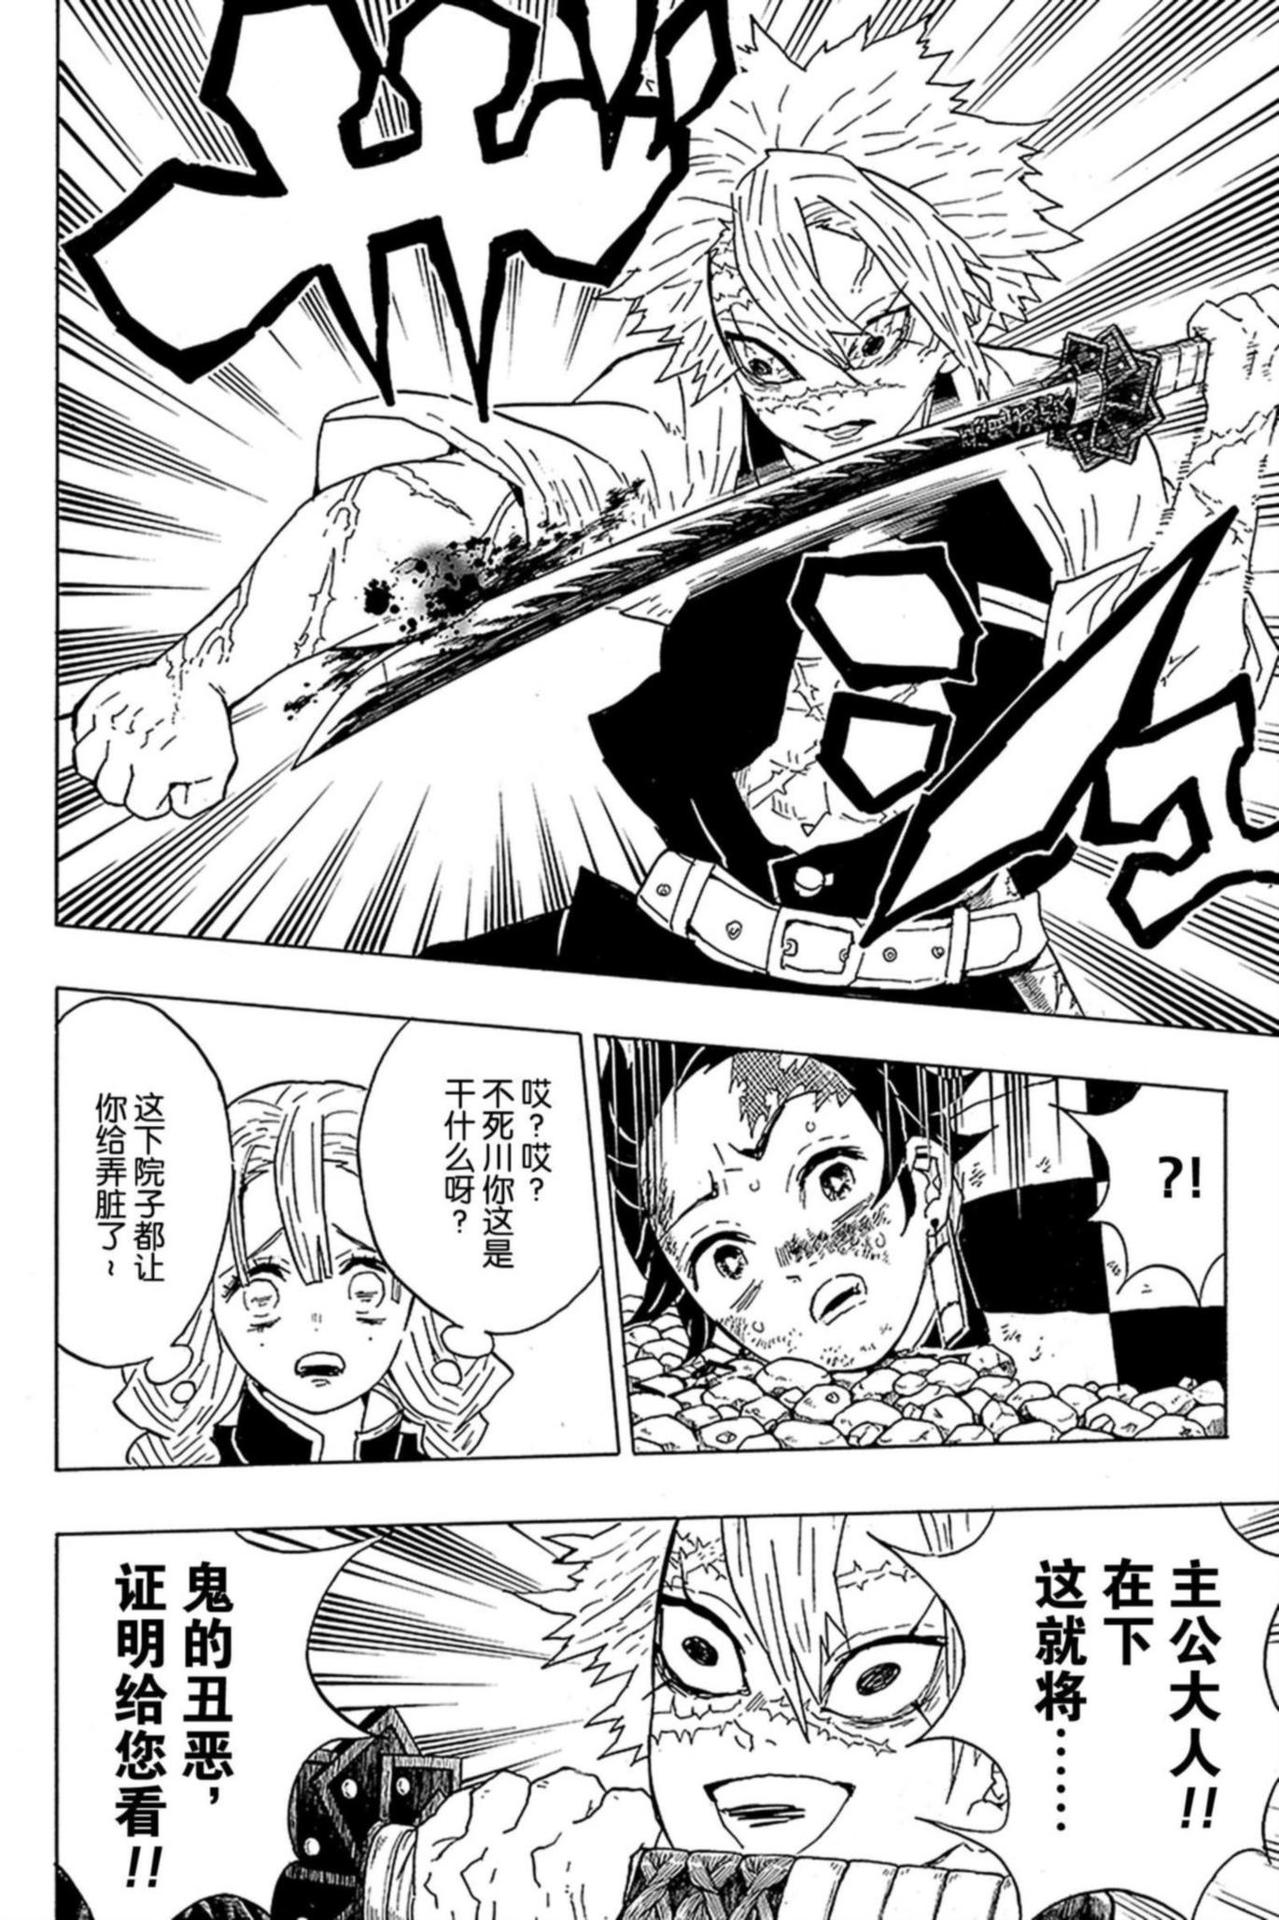 ?!
哎？哎？
不死川你这是
干什么呀？
这下院子都让
你给弄脏了~
主公大人!!
在下
这就将……
鬼的丑恶，
证明给您看!!